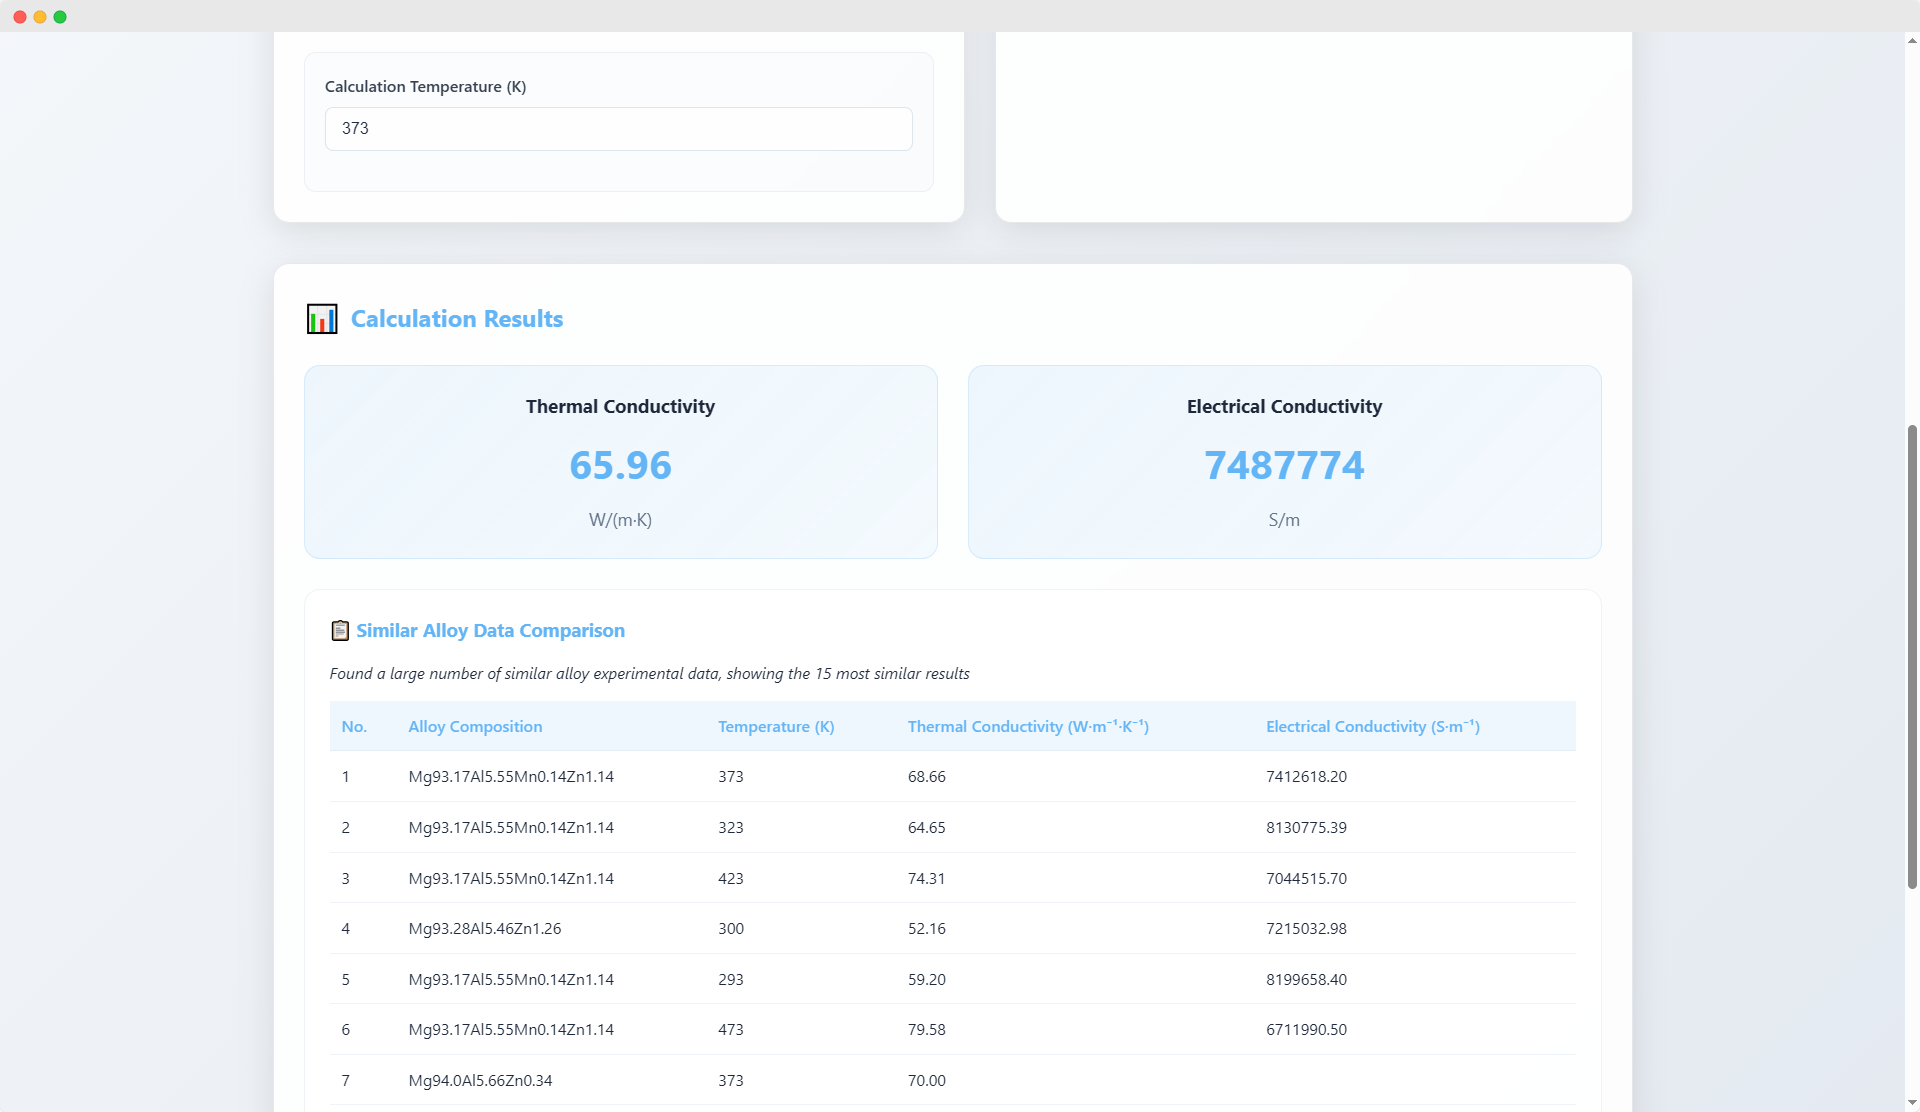 Calculation Temperature (K)
373
Calculation Results
Thermal Conductivity
65.96
W/(m·K)
Electrical Conductivity
7487774
S/m
Similar Alloy Data Comparison
Found a large number of similar alloy experimental data, showing the 15 most similar results
No. Alloy Composition Temperature (K) Thermal Conductivity (W·m⁻¹·K⁻¹) Electrical Conductivity (S·m⁻¹)
1 Mg93.17Al5.55Mn0.14Zn1.14 373 68.66 7412618.20
2 Mg93.17Al5.55Mn0.14Zn1.14 323 64.65 8130775.39
3 Mg93.17Al5.55Mn0.14Zn1.14 423 74.31 7044515.70
4 Mg93.28Al5.46Zn1.26 300 52.16 7215032.98
5 Mg93.17Al5.55Mn0.14Zn1.14 293 59.20 8199658.40
6 Mg93.17Al5.55Mn0.14Zn1.14 473 79.58 6711990.50
7 Mg94.0Al5.66Zn0.34 373 70.00